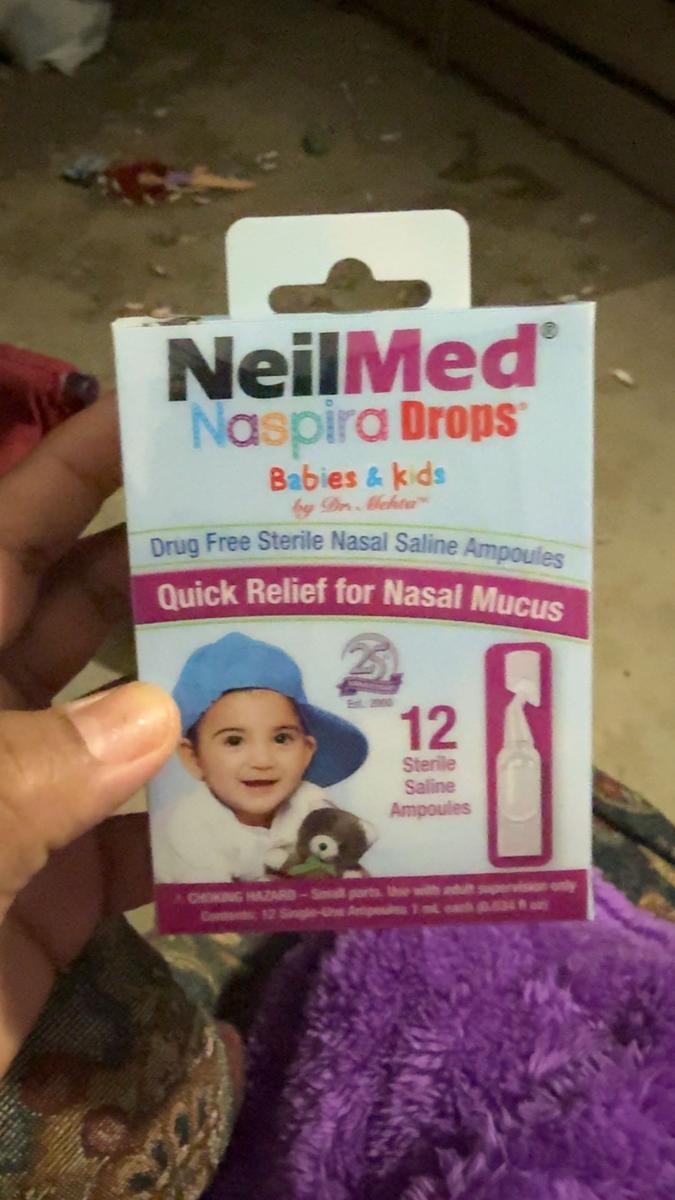 NeilMed®
Naspira Drops®
Babies & kids
by Dr. Mehta™
Drug Free Sterile Nasal Saline Ampoules
Quick Relief for Nasal Mucus
25
Est. 2000
12
Sterile
Saline
Ampoules
⚠ CHOKING HAZARD – Small parts. Use with adult supervision only
Contents: 12 Single-Use Ampoules 1 mL each (0.034 fl oz)